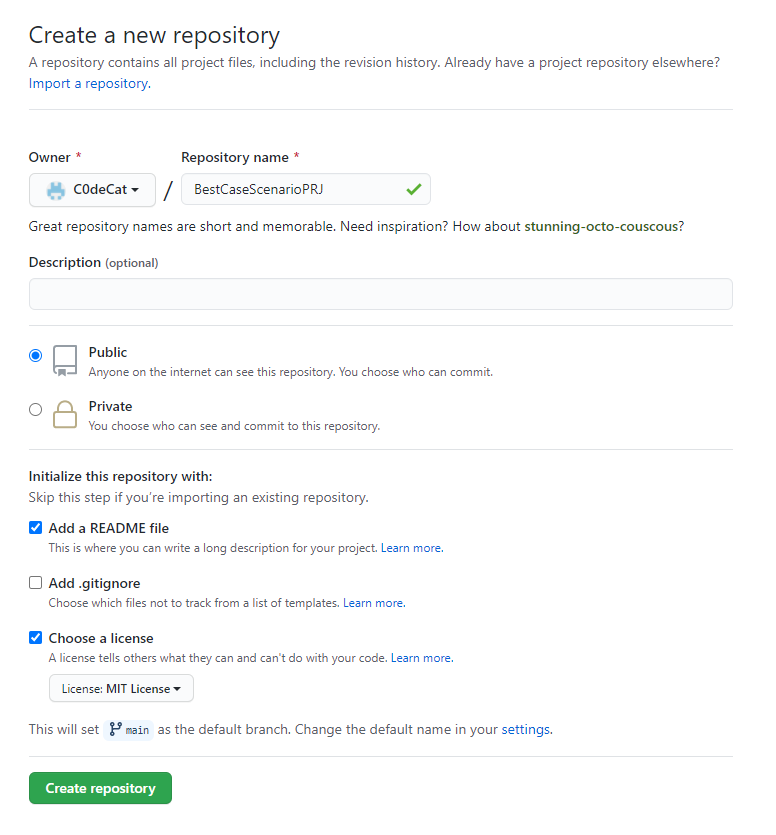 Create a new repository
A repository contains all project files, including the revision history. Already have a project repository elsewhere?
Import a repository.
Owner * Repository name *
C0deCat / BestCaseScenarioPRJ
Great repository names are short and memorable. Need inspiration? How about stunning-octo-couscous?
Description (optional)
Public
Anyone on the internet can see this repository. You choose who can commit.
Private
You choose who can see and commit to this repository.
Initialize this repository with:
Skip this step if you're importing an existing repository.
Add a README file
This is where you can write a long description for your project. Learn more.
Add .gitignore
Choose which files not to track from a list of templates. Learn more.
Choose a license
A license tells others what they can and can't do with your code. Learn more.
License: MIT License
This will set main as the default branch. Change the default name in your settings.
Create repository